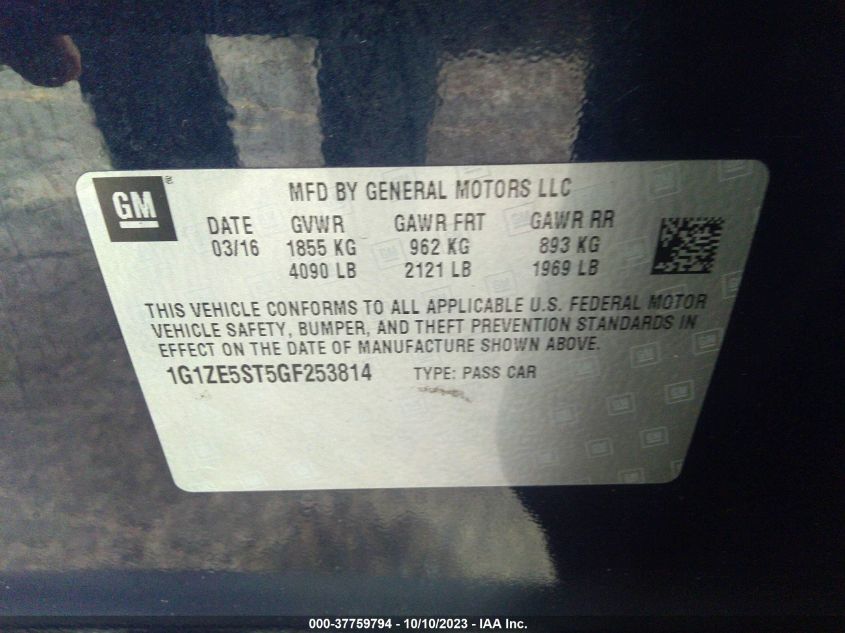 GM
MFD BY GENERAL MOTORS LLC
DATE GVWR GAWR FRT GAWR RR
03/16 1855 KG 962 KG 893 KG
4090 LB 2121 LB 1969 LB
THIS VEHICLE CONFORMS TO ALL APPLICABLE U.S. FEDERAL MOTOR
VEHICLE SAFETY, BUMPER, AND THEFT PREVENTION STANDARDS IN
EFFECT ON THE DATE OF MANUFACTURE SHOWN ABOVE.
1G1ZE5ST5GF253814 TYPE: PASS CAR
000-37759794 - 10/10/2023 - IAA Inc.